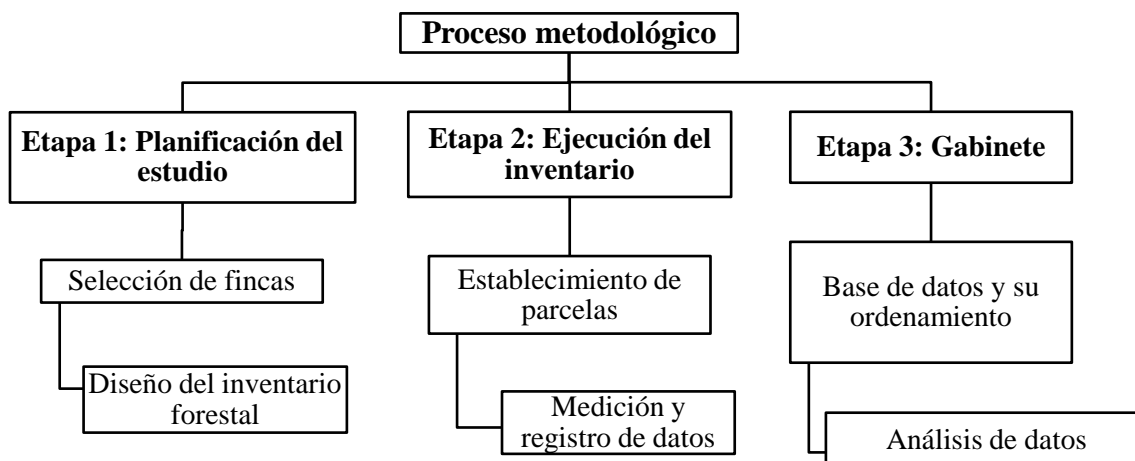 Proceso metodológico
Etapa 1: Planificación del
estudio
Selección de fincas
Diseño del inventario
forestal
Etapa 2: Ejecución del
inventario
Establecimiento de
parcelas
Medición y
registro de datos
Etapa 3: Gabinete
Base de datos y su
ordenamiento
Análisis de datos